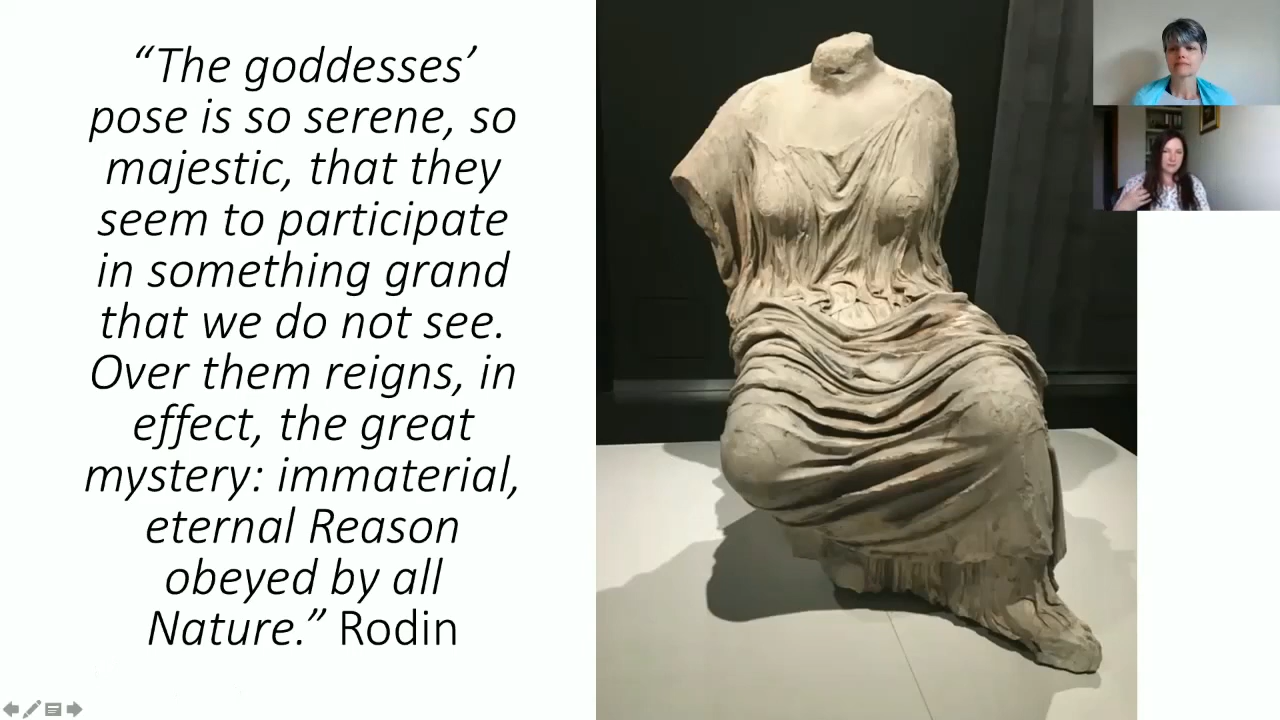 “The goddesses’
pose is so serene, so
majestic, that they
seem to participate
in something grand
that we do not see.
Over them reigns, in
effect, the great
mystery: immaterial,
eternal Reason
obeyed by all
Nature.” Rodin